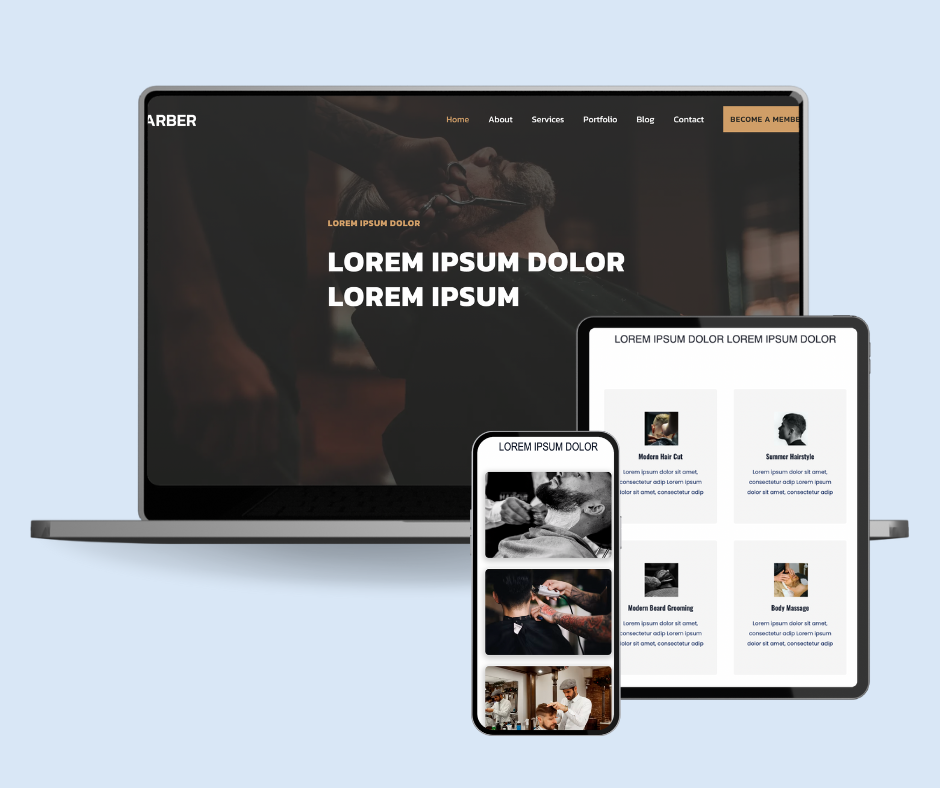 ARBER
Home About Services Portfolio Blog Contact BECOME A MEMBE
LOREM IPSUM DOLOR
LOREM IPSUM DOLOR
LOREM IPSUM
LOREM IPSUM DOLOR LOREM IPSUM DOLOR
Modern Hair Cut
Lorem ipsum dolor sit amet,
consectetur adip Lorem ipsum
dolor sit amet, consectetur adip
Summer Hairstyle
Lorem ipsum dolor sit amet,
consectetur adip Lorem ipsum
dolor sit amet, consectetur adip
Modern Beard Grooming
Lorem ipsum dolor sit amet,
consectetur adip Lorem ipsum
dolor sit amet, consectetur adip
Body Massage
Lorem ipsum dolor sit amet,
consectetur adip Lorem ipsum
dolor sit amet, consectetur adip
LOREM IPSUM DOLOR